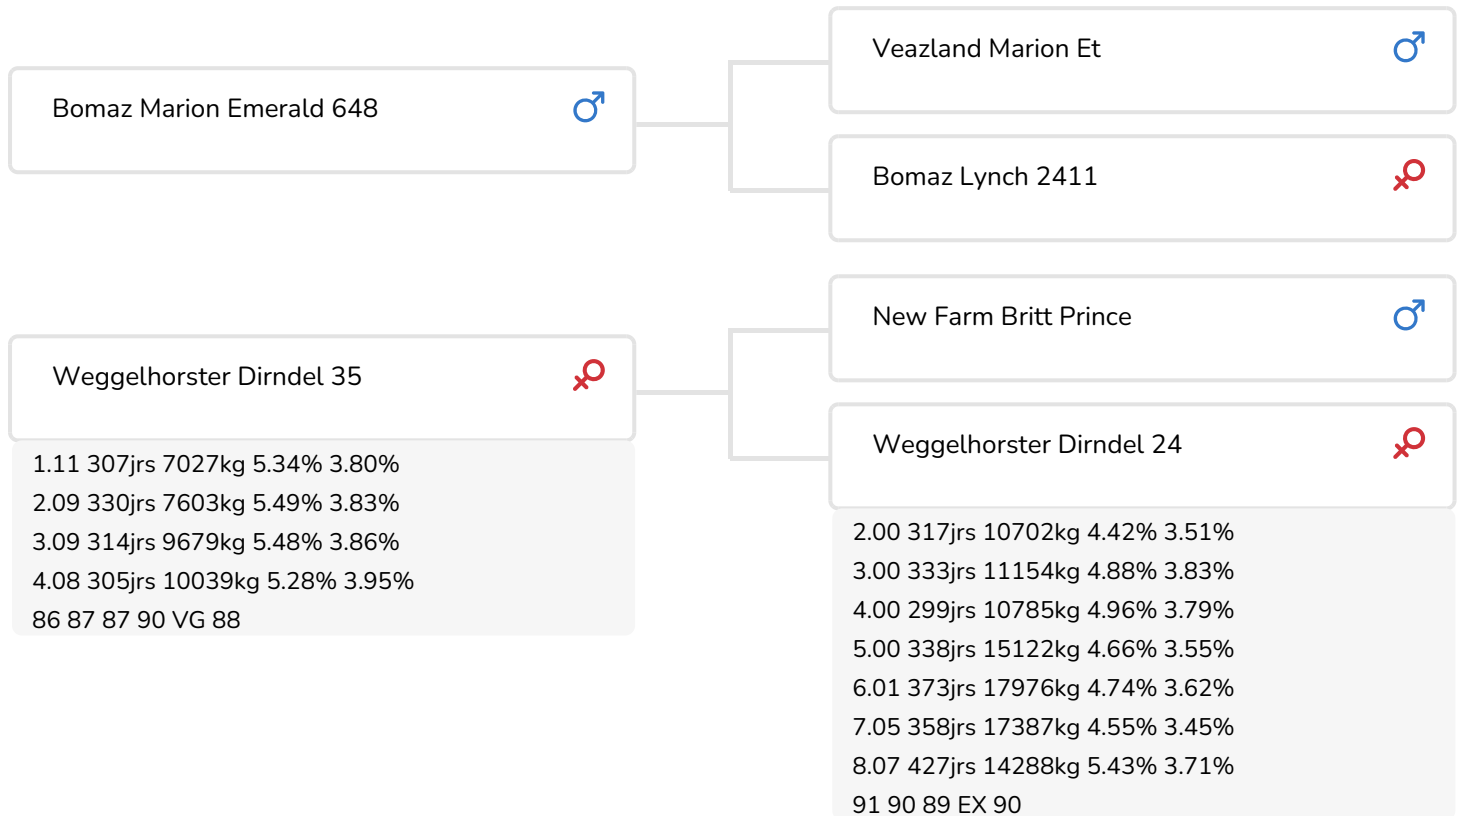 Bomaz Marion Emerald 648
Veazland Marion Et
Bomaz Lynch 2411
Weggelhorster Dirndel 35
1.11 307jrs 7027kg 5.34% 3.80%
2.09 330jrs 7603kg 5.49% 3.83%
3.09 314jrs 9679kg 5.48% 3.86%
4.08 305jrs 10039kg 5.28% 3.95%
86 87 87 90 VG 88
New Farm Britt Prince
Weggelhorster Dirndel 24
2.00 317jrs 10702kg 4.42% 3.51%
3.00 333jrs 11154kg 4.88% 3.83%
4.00 299jrs 10785kg 4.96% 3.79%
5.00 338jrs 15122kg 4.66% 3.55%
6.01 373jrs 17976kg 4.74% 3.62%
7.05 358jrs 17387kg 4.55% 3.45%
8.07 427jrs 14288kg 5.43% 3.71%
91 90 89 EX 90